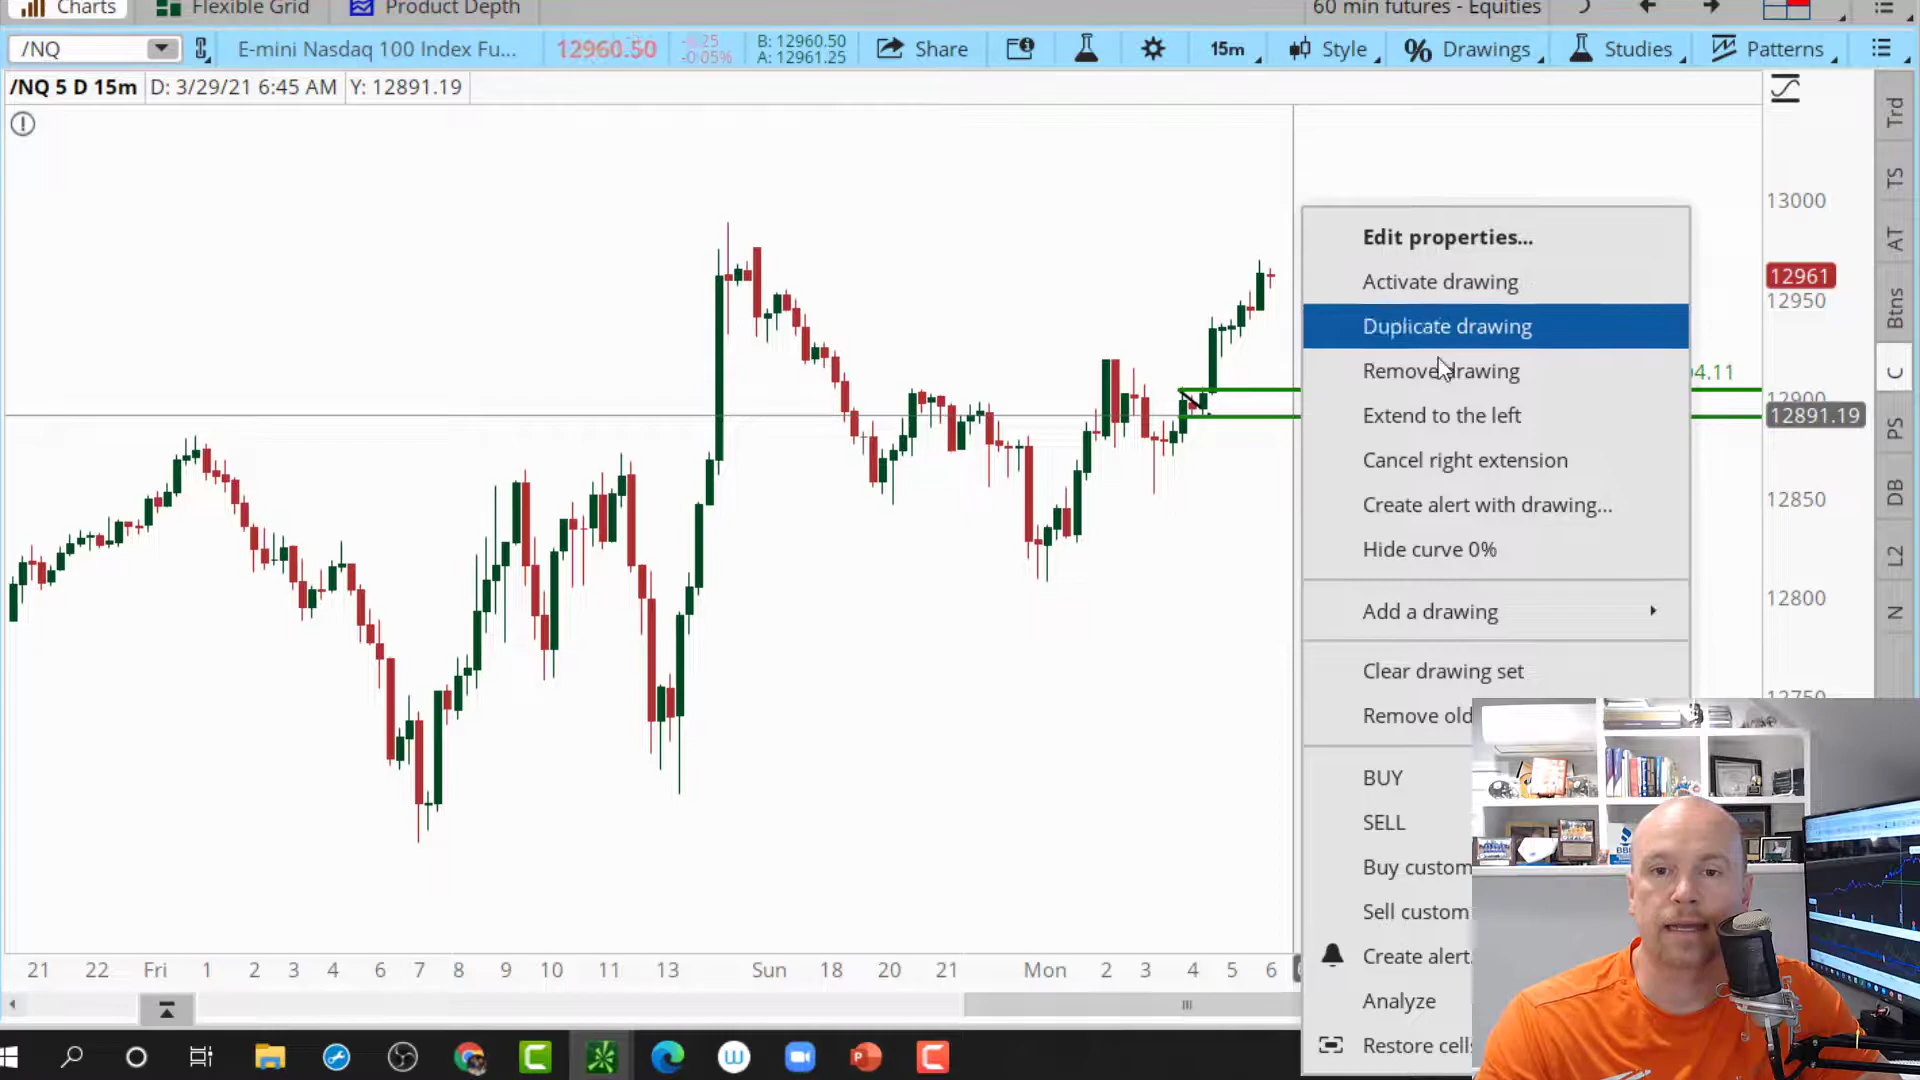 Charts Flexible Grid Product Depth 60 min futures - Equities
/NQ E-mini Nasdaq 100 Index Fu... 12960.50 -0.05% B: 12960.50 A: 12961.25 Share 15m Style Drawings Studies Patterns
/NQ 5 D 15m D: 3/29/21 6:45 AM Y: 12891.19
Trd
TS
AT
Btns
C
PS
DB
L2
N
13000
12961
12950
12900
12891.19
12850
12800
12750
Edit properties...
Activate drawing
Duplicate drawing
Remove drawing
Extend to the left
Cancel right extension
Create alert with drawing...
Hide curve 0%
Add a drawing
Clear drawing set
Remove old
BUY
SELL
Buy custom
Sell custom
Create alert.
Analyze
Restore cell
21 22 Fri 1 2 3 4 6 7 8 9 10 11 13 Sun 18 20 21 Mon 2 3 4 5 6